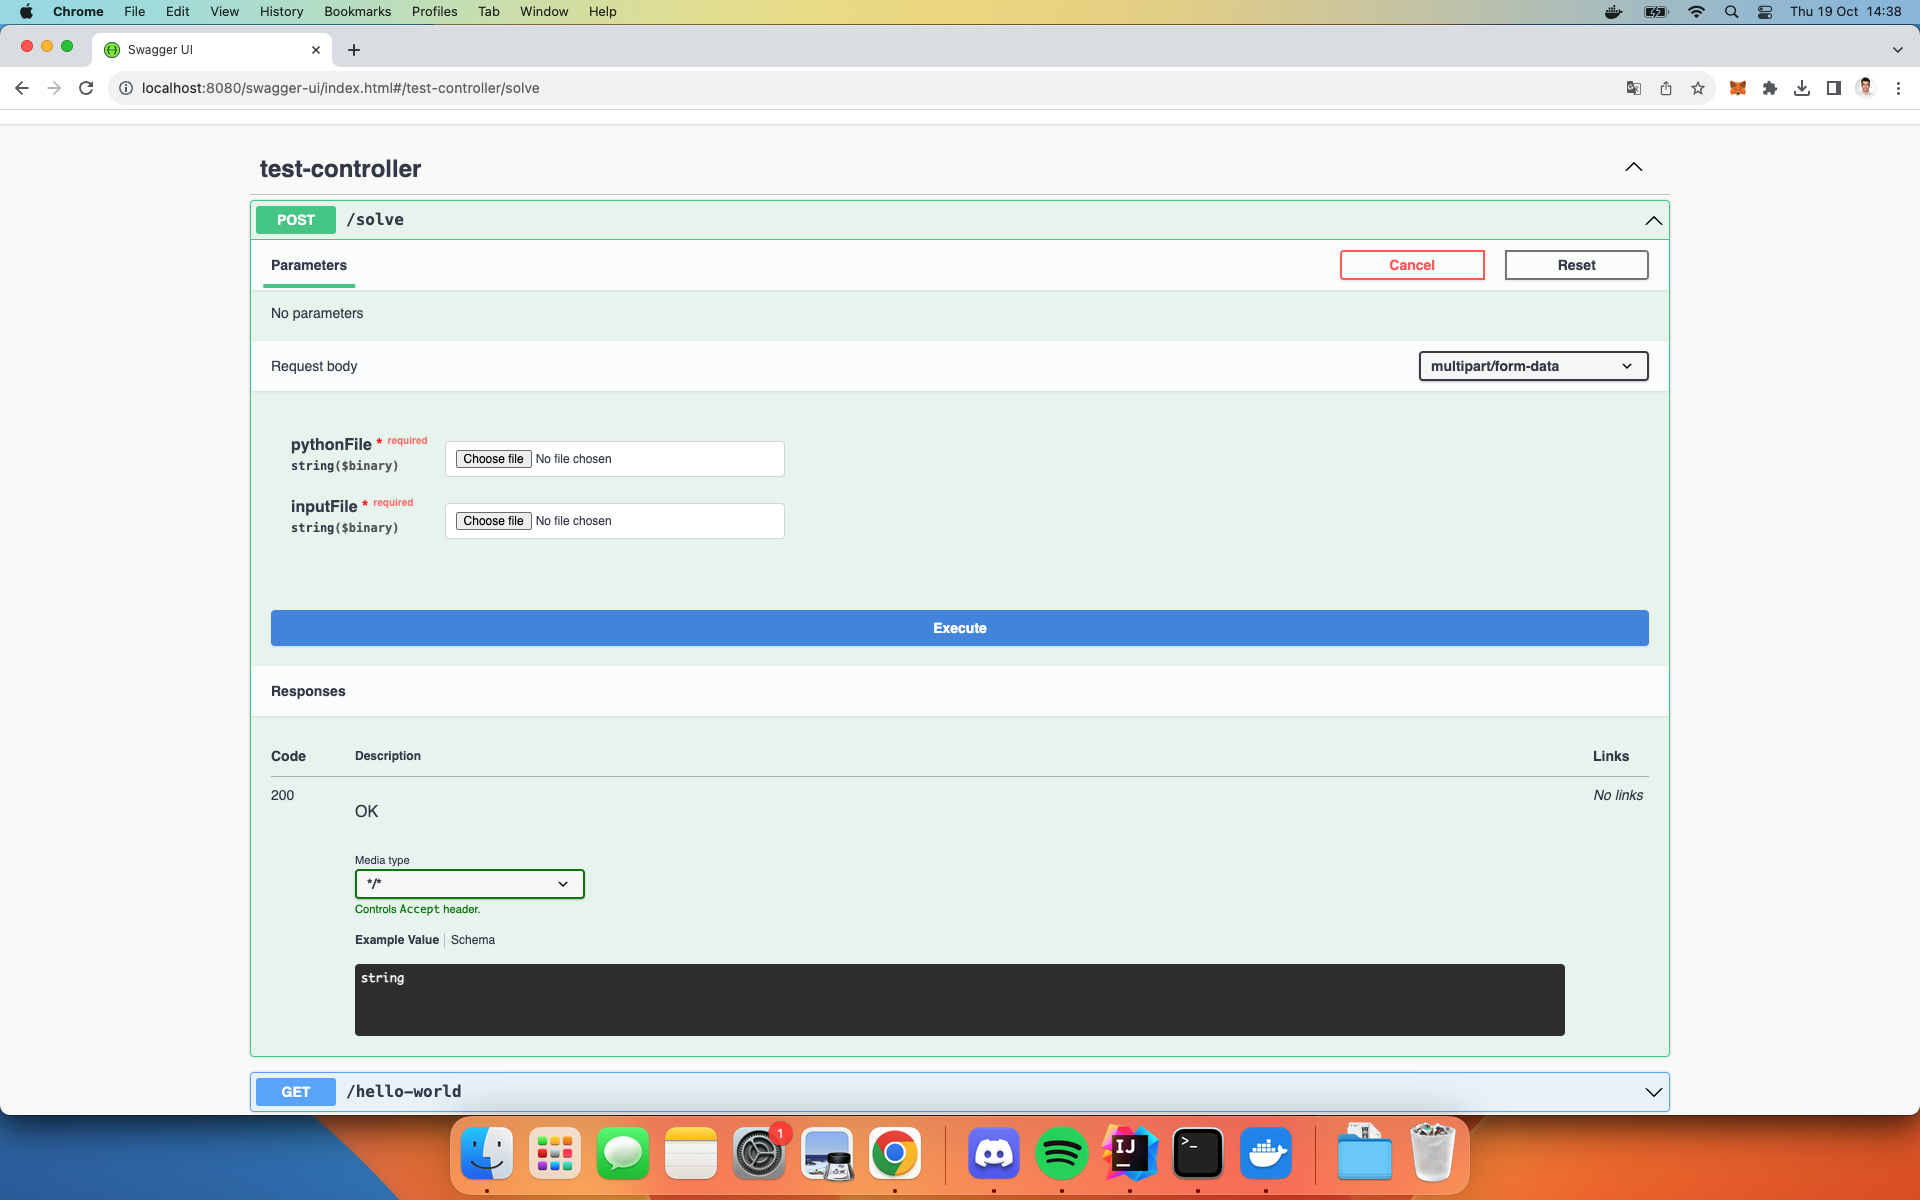 Chrome File Edit View History Bookmarks Profiles Tab Window Help Thu 19 Oct 14:38
Swagger UI
localhost:8080/swagger-ui/index.html#/test-controller/solve
test-controller
POST /solve
Parameters Cancel Reset
No parameters
Request body multipart/form-data
pythonFile * required
string($binary)
Choose file No file chosen
inputFile * required
string($binary)
Choose file No file chosen
Execute
Responses
Code Description Links
200 OK No links
Media type
*/*
Controls Accept header.
Example Value Schema
string
GET /hello-world
1
IJ
>_